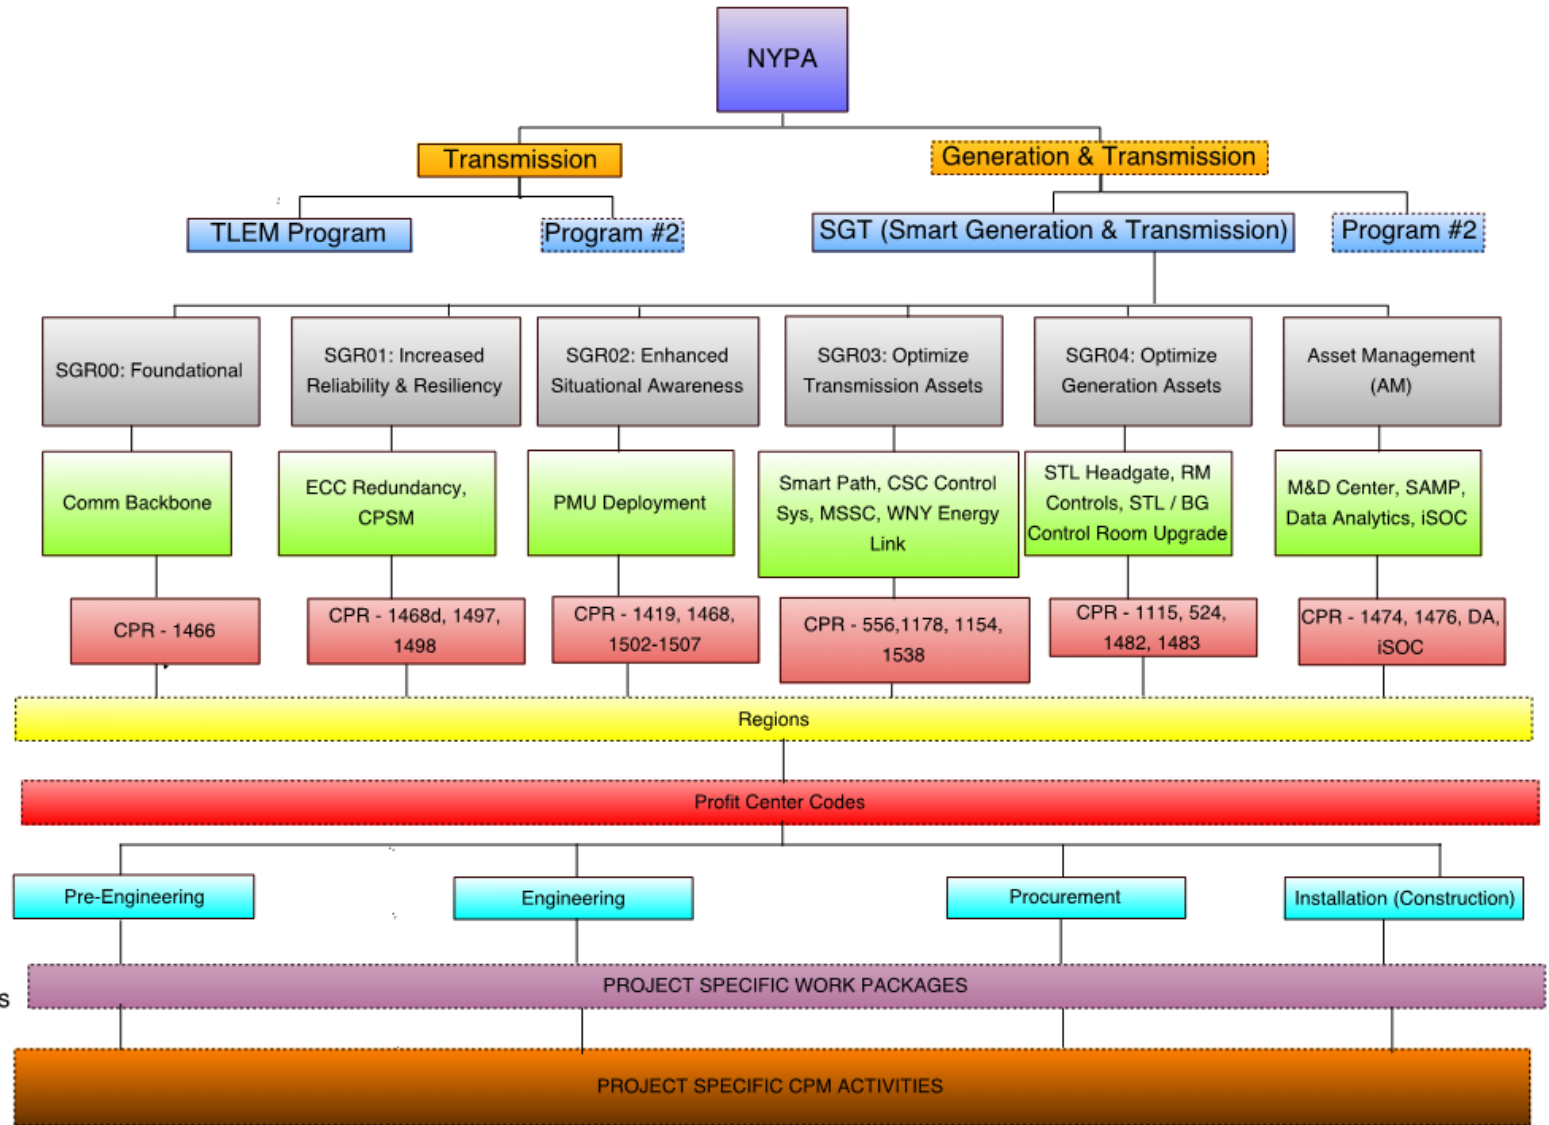 NYPA
Transmission
Generation & Transmission
TLEM Program
Program #2
SGT (Smart Generation & Transmission)
Program #2
SGR00: Foundational
SGR01: Increased
Reliability & Resiliency
SGR02: Enhanced
Situational Awareness
SGR03: Optimize
Transmission Assets
SGR04: Optimize
Generation Assets
Asset Management
(AM)
Comm Backbone
ECC Redundancy,
CPSM
PMU Deployment
Smart Path, CSC Control
Sys, MSSC, WNY Energy
Link
STL Headgate, RM
Controls, STL / BG
Control Room Upgrade
M&D Center, SAMP,
Data Analytics, iSOC
CPR - 1466
CPR - 1468d, 1497,
1498
CPR - 1419, 1468,
1502-1507
CPR - 556,1178, 1154,
1538
CPR - 1115, 524,
1482, 1483
CPR - 1474, 1476, DA,
iSOC
Regions
Profit Center Codes
Pre-Engineering
Engineering
Procurement
Installation (Construction)
s
PROJECT SPECIFIC WORK PACKAGES
PROJECT SPECIFIC CPM ACTIVITIES